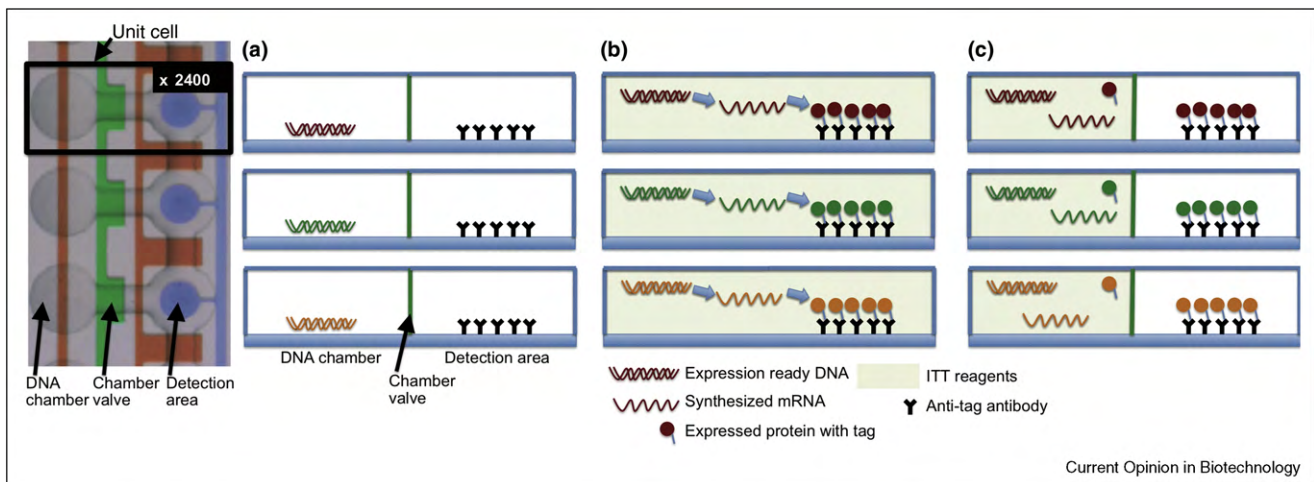 Unit cell
(a)
(b)
(c)
x 2400
DNA chamber
Detection area
DNA
chamber
Chamber
valve
Detection
area
Chamber
valve
Expression ready DNA
Synthesized mRNA
Expressed protein with tag
ITT reagents
Anti-tag antibody
Current Opinion in Biotechnology